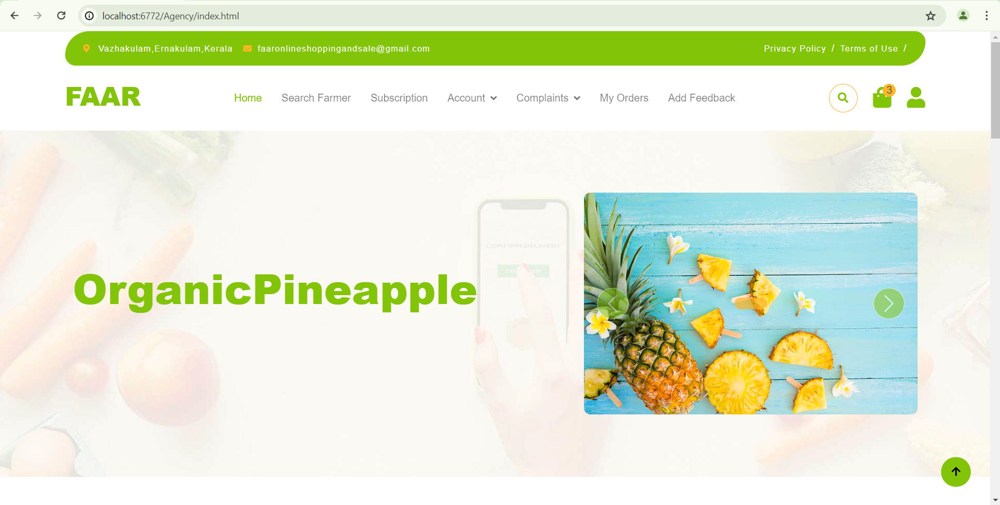 localhost:6772/Agency/index.html
Vazhakulam,Ernakulam,Kerala faaronlineshoppingandsale@gmail.com Privacy Policy / Terms of Use /
FAAR Home Search Farmer Subscription Account Complaints My Orders Add Feedback 3
CONFIRM DELIVERY
OrganicPineapple